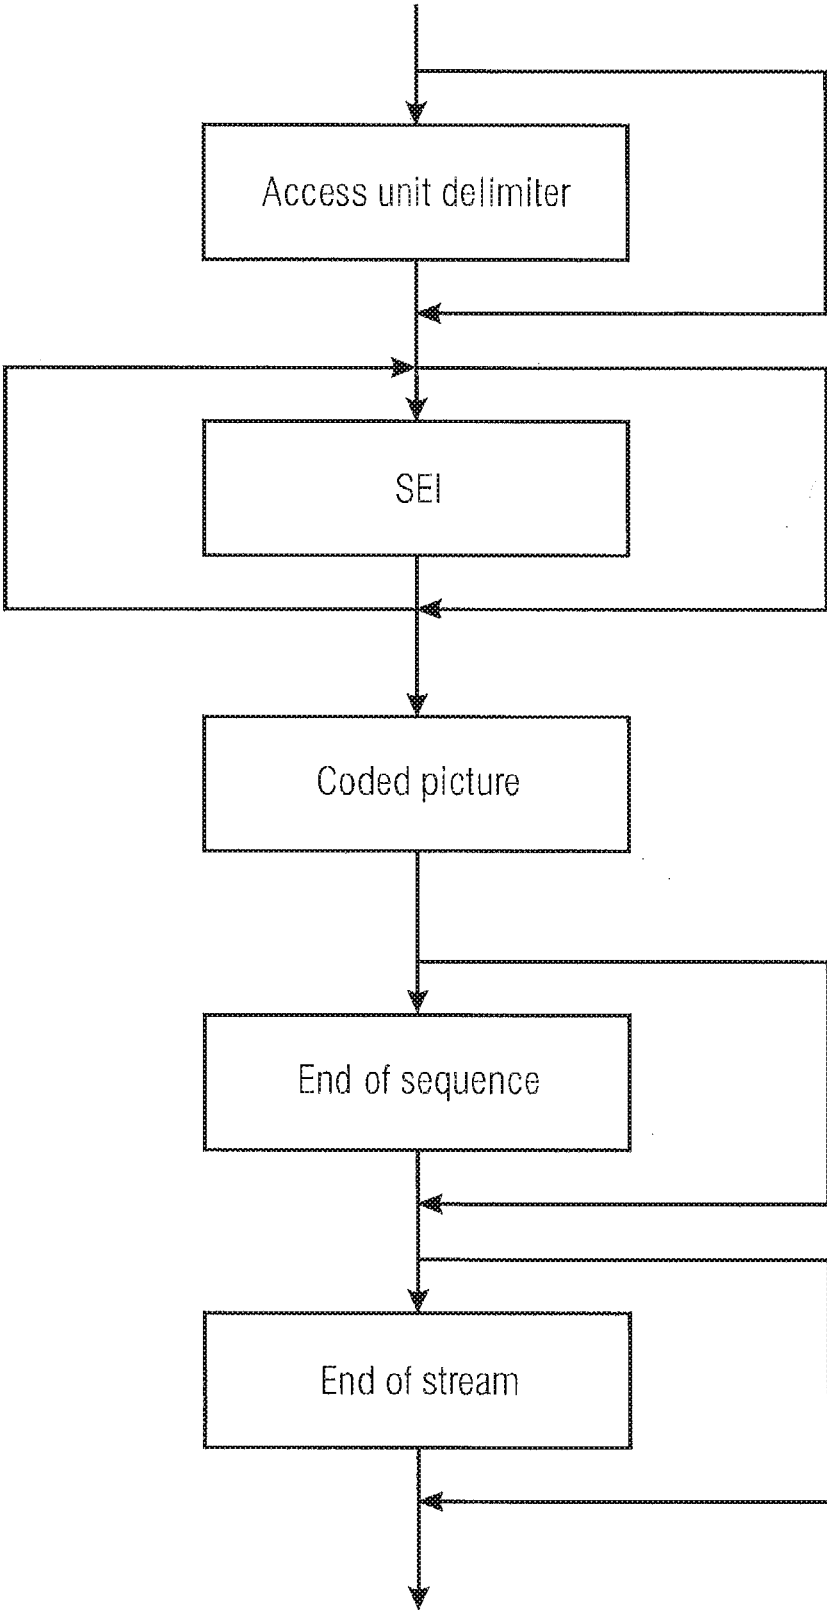 Access unit delimiter
SEI
Coded picture
End of sequence
End of stream